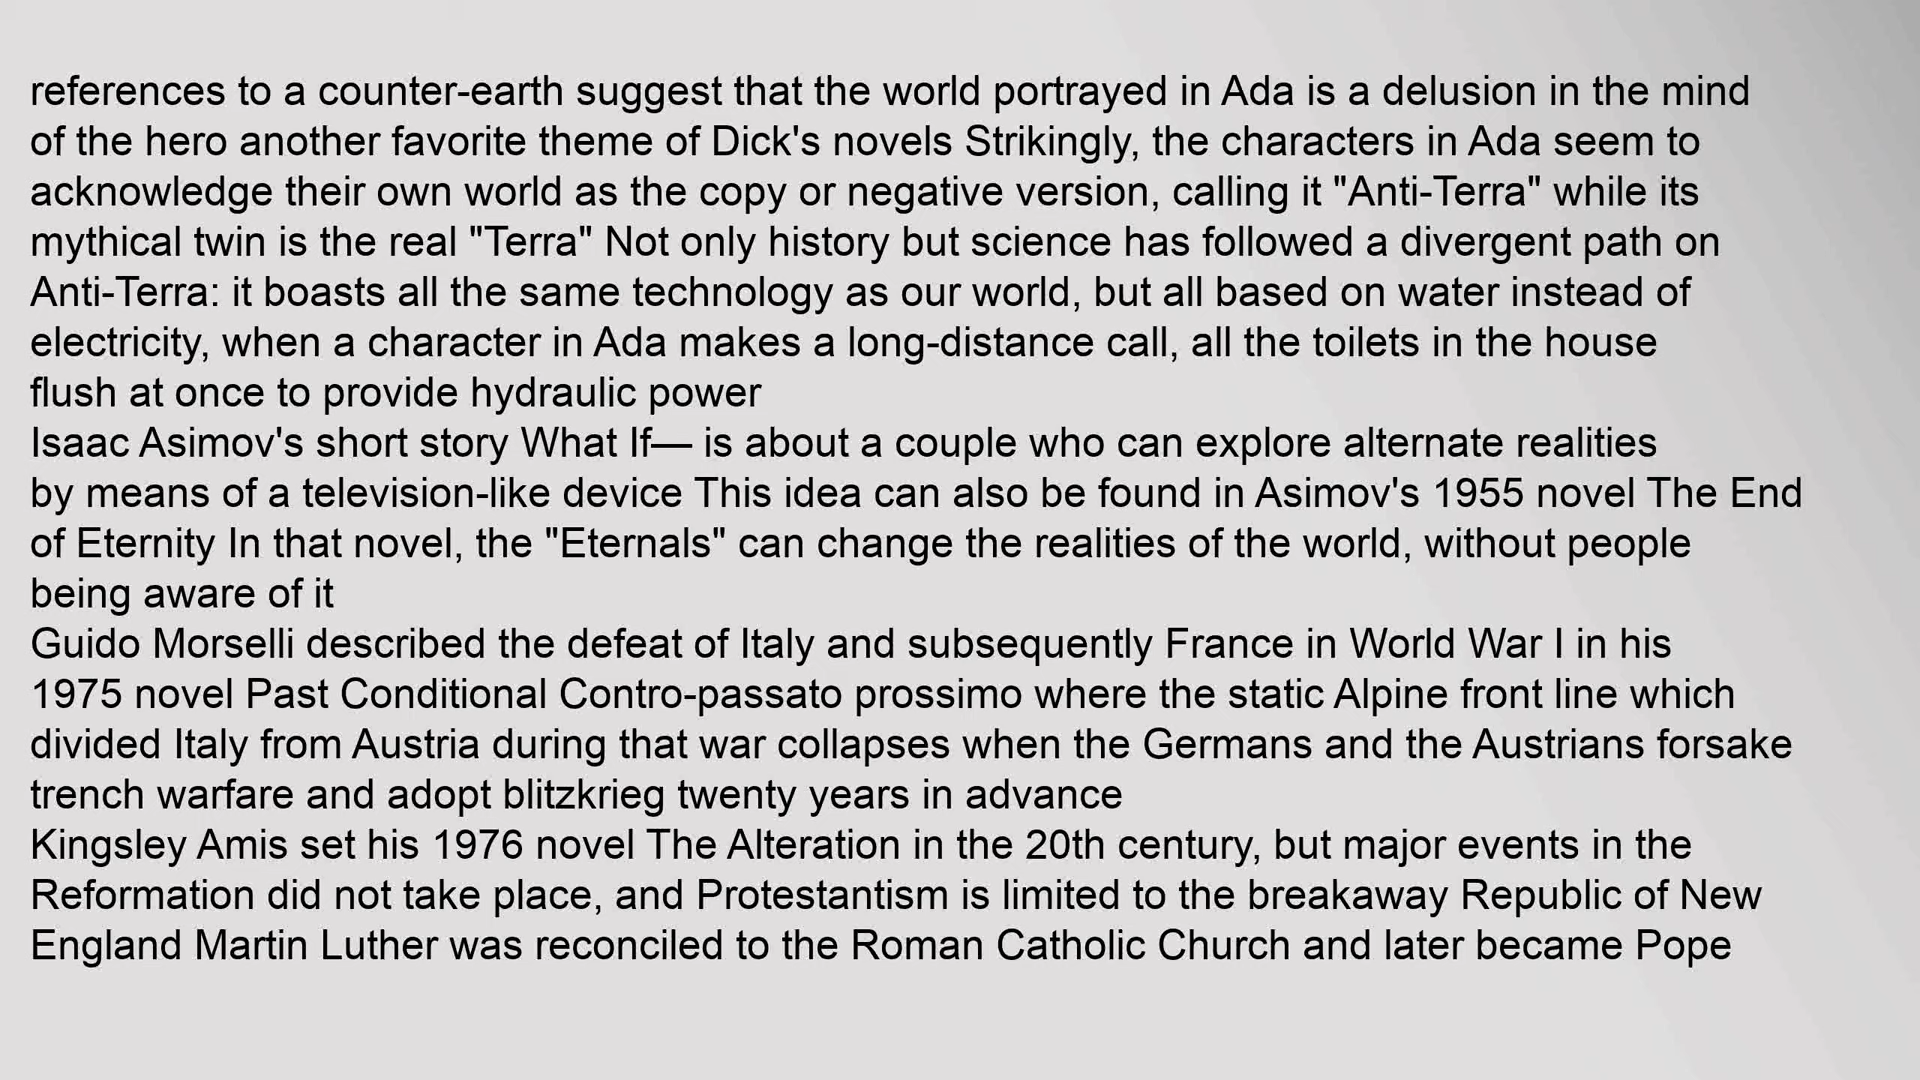 references to a counter-earth suggest that the world portrayed in Ada is a delusion in the mind
of the hero another favorite theme of Dick's novels Strikingly, the characters in Ada seem to
acknowledge their own world as the copy or negative version, calling it "Anti-Terra" while its
mythical twin is the real "Terra" Not only history but science has followed a divergent path on
Anti-Terra: it boasts all the same technology as our world, but all based on water instead of
electricity, when a character in Ada makes a long-distance call, all the toilets in the house
flush at once to provide hydraulic power
Isaac Asimov's short story What If— is about a couple who can explore alternate realities
by means of a television-like device This idea can also be found in Asimov's 1955 novel The End
of Eternity In that novel, the "Eternals" can change the realities of the world, without people
being aware of it
Guido Morselli described the defeat of Italy and subsequently France in World War I in his
1975 novel Past Conditional Contro-passato prossimo where the static Alpine front line which
divided Italy from Austria during that war collapses when the Germans and the Austrians forsake
trench warfare and adopt blitzkrieg twenty years in advance
Kingsley Amis set his 1976 novel The Alteration in the 20th century, but major events in the
Reformation did not take place, and Protestantism is limited to the breakaway Republic of New
England Martin Luther was reconciled to the Roman Catholic Church and later became Pope